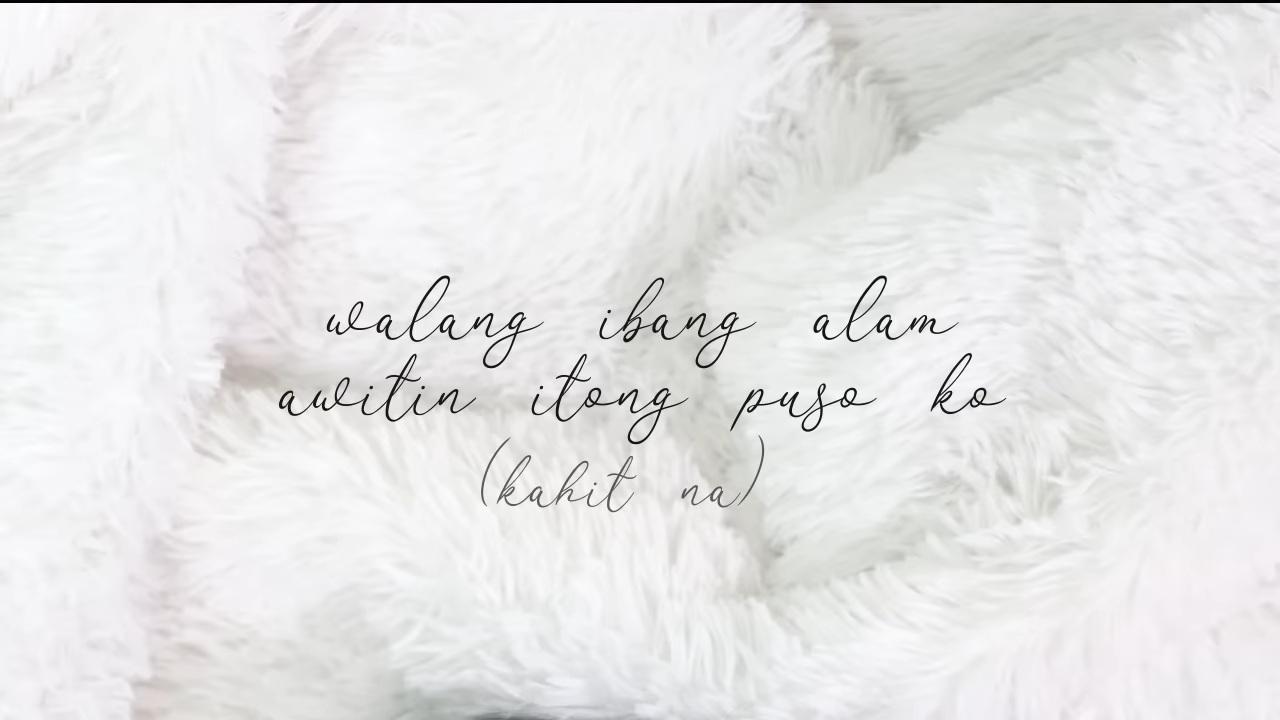 walang ibang alam
awitin itong puso ko
(kahit na)